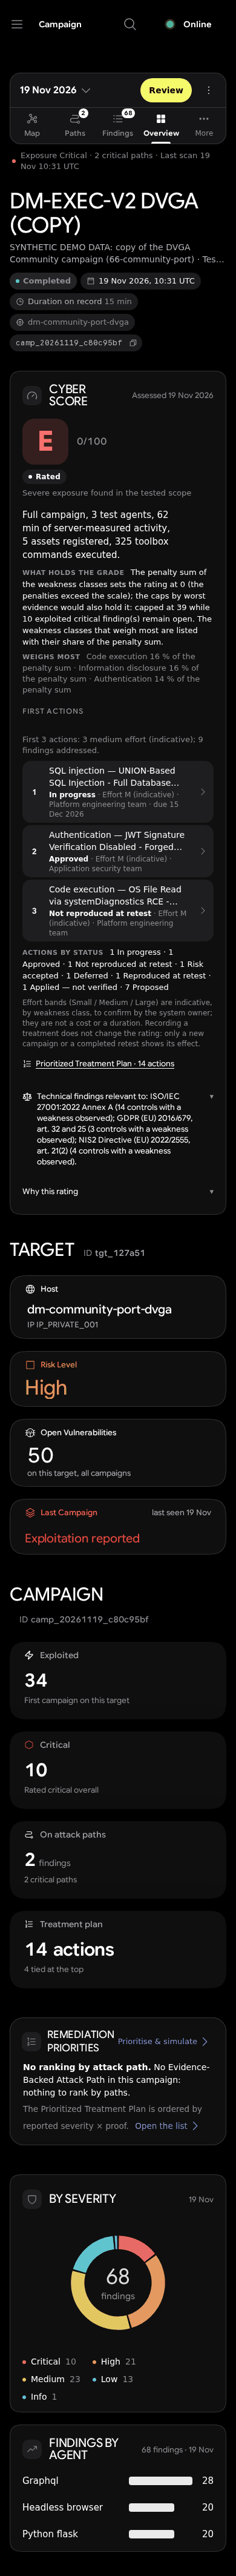 Campaign
Online
19 Nov 2026
Review
Map
Paths
2
Findings
68
Overview
More
Exposure Critical · 2 critical paths · Last scan 19
Nov 10:31 UTC
DM-EXEC-V2 DVGA
(COPY)
SYNTHETIC DEMO DATA: copy of the DVGA
Community campaign (66-community-port) · Tes...
Completed
19 Nov 2026, 10:31 UTC
Duration on record 15 min
dm-community-port-dvga
camp_20261119_c80c95bf
CYBER
SCORE
Assessed 19 Nov 2026
E
0/100
Rated
Severe exposure found in the tested scope
Full campaign, 3 test agents, 62
min of server-measured activity,
5 assets registered, 325 toolbox
commands executed.
WHAT HOLDS THE GRADE The penalty sum of
the weakness classes sets the rating at 0 (the
penalties exceed the scale); the caps by worst
evidence would also hold it: capped at 39 while
10 exploited critical finding(s) remain open. The
weakness classes that weigh most are listed
with their share of the penalty sum.
WEIGHS MOST Code execution 16 % of the
penalty sum · Information disclosure 16 % of
the penalty sum · Authentication 14 % of the
penalty sum
FIRST ACTIONS
First 3 actions: 3 medium effort (indicative); 9
findings addressed.
1
SQL injection — UNION-Based
SQL Injection - Full Database...
In progress · Effort M (indicative) ·
Platform engineering team · due 15
Dec 2026
2
Authentication — JWT Signature
Verification Disabled - Forged...
Approved · Effort M (indicative) ·
Application security team
3
Code execution — OS File Read
via systemDiagnostics RCE - ...
Not reproduced at retest · Effort M
(indicative) · Platform engineering
team
ACTIONS BY STATUS 1 In progress · 1
Approved · 1 Not reproduced at retest · 1 Risk
accepted · 1 Deferred · 1 Reproduced at retest ·
1 Applied — not verified · 7 Proposed
Effort bands (Small / Medium / Large) are indicative,
by weakness class, to confirm by the system owner;
they are not a cost or a duration. Recording a
treatment does not change the rating: only a new
campaign or a completed retest shows its effect.
Prioritized Treatment Plan · 14 actions
Technical findings relevant to: ISO/IEC
27001:2022 Annex A (14 controls with a
weakness observed); GDPR (EU) 2016/679,
art. 32 and 25 (3 controls with a weakness
observed); NIS2 Directive (EU) 2022/2555,
art. 21(2) (4 controls with a weakness
observed).
Why this rating
TARGET ID tgt_127a51
Host
dm-community-port-dvga
IP IP_PRIVATE_001
Risk Level
High
Open Vulnerabilities
50
on this target, all campaigns
Last Campaign
last seen 19 Nov
Exploitation reported
CAMPAIGN
ID camp_20261119_c80c95bf
Exploited
34
First campaign on this target
Critical
10
Rated critical overall
On attack paths
2 findings
2 critical paths
Treatment plan
14 actions
4 tied at the top
REMEDIATION
PRIORITIES
Prioritise & simulate
No ranking by attack path. No Evidence-
Backed Attack Path in this campaign:
nothing to rank by paths.
The Prioritized Treatment Plan is ordered by
reported severity × proof. Open the list
BY SEVERITY
19 Nov
68
findings
Critical 10
High 21
Medium 23
Low 13
Info 1
FINDINGS BY
AGENT
68 findings · 19 Nov
Graphql 28
Headless browser 20
Python flask 20